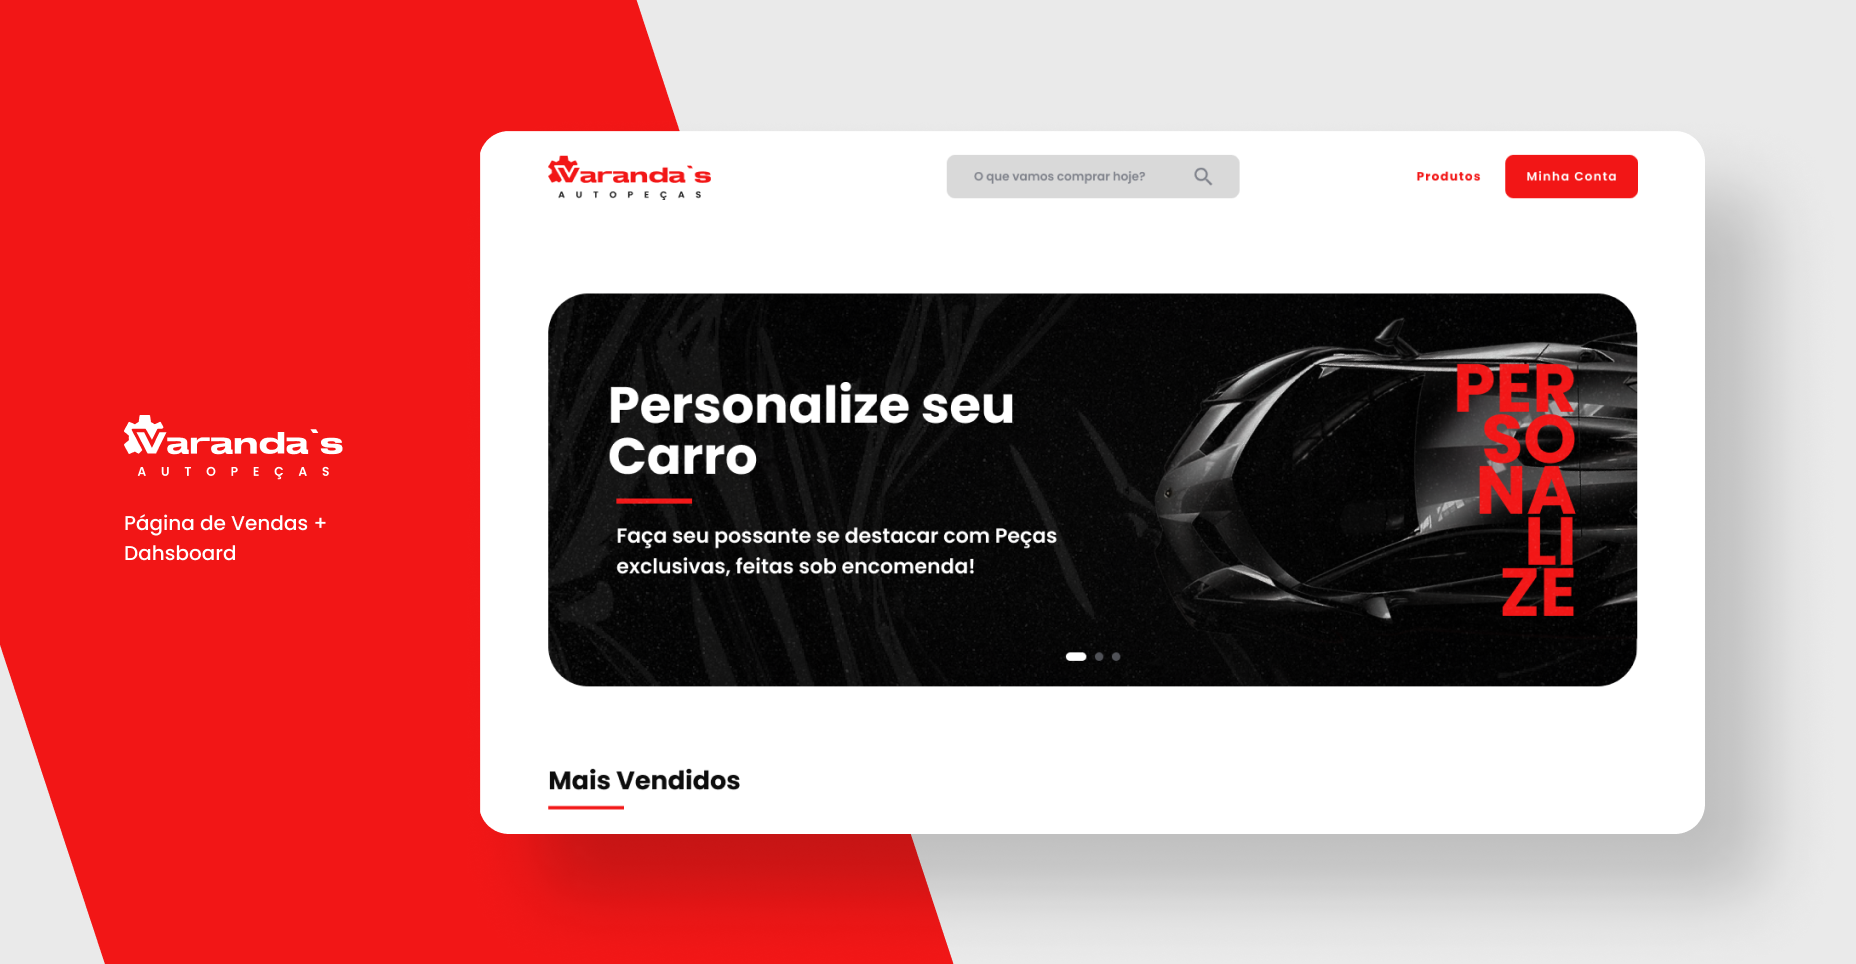 Varanda`s
AUTOPEÇAS
Página de Vendas +
Dahsboard
Varanda`s
AUTOPEÇAS
O que vamos comprar hoje?
Produtos
Minha Conta
Personalize seu
Carro
Faça seu possante se destacar com Peças
exclusivas, feitas sob encomenda!
PER
SO
NA
LI
ZE
Mais Vendidos